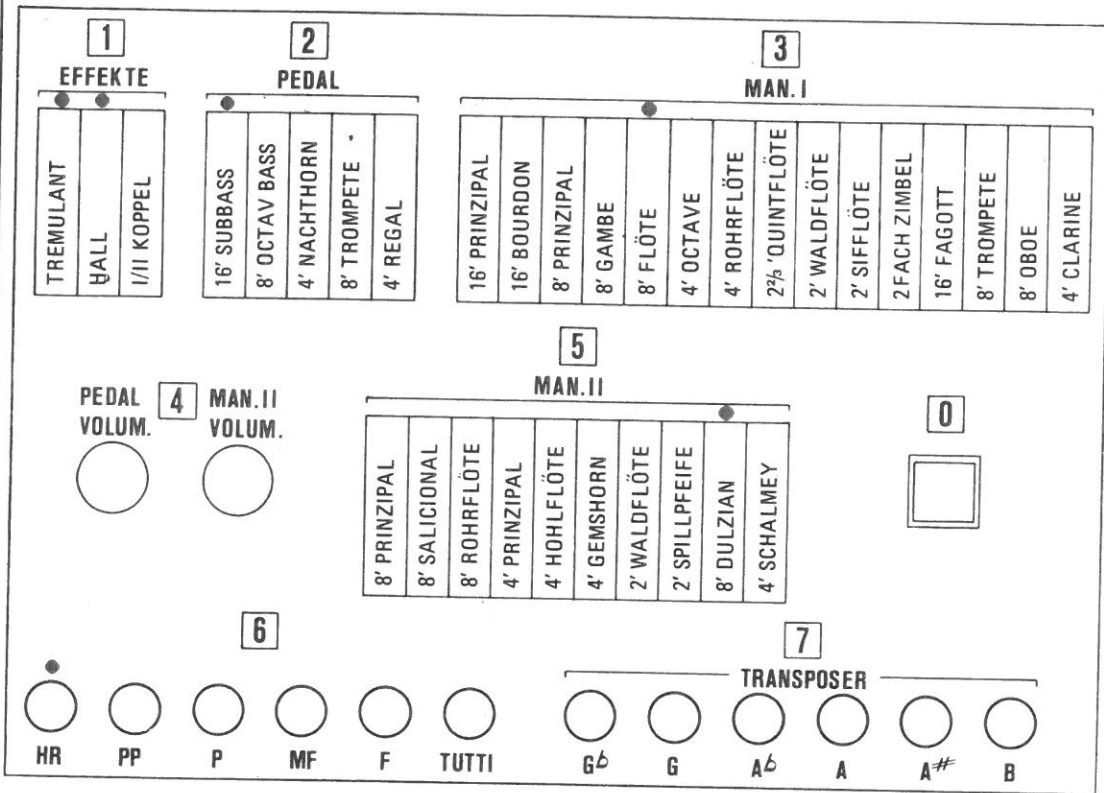 1
EFFEKTE
TREMULANT
HALL
I/II KOPPEL
2
PEDAL
16' SUBBASS
8' OCTAV BASS
4' NACHTHORN
8' TROMPETE
4' REGAL
3
MAN.I
16' PRINZIPAL
16' BOURDON
8' PRINZIPAL
8' GAMBE
8' FLÖTE
4' OCTAVE
4' ROHRFLÖTE
2⅔' QUINTFLÖTE
2' WALDFLÖTE
2' SIFFLÖTE
2 FACH ZIMBEL
16' FAGOTT
8' TROMPETE
8' OBOE
4' CLARINE
PEDAL
VOLUM.
4
MAN.II
VOLUM.
5
MAN.II
8' PRINZIPAL
8' SALICIONAL
8' ROHRFLÖTE
4' PRINZIPAL
4' HOHLFLÖTE
4' GEMSHORN
2' WALDFLÖTE
2' SPILLPFEIFE
8' DULZIAN
4' SCHALMEY
0
6
HR PP P MF F TUTTI
7
TRANSPOSER
G♭ G A♭ A A# B